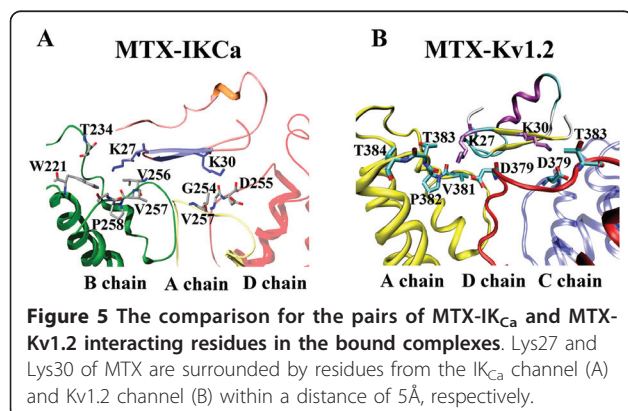 A
MTX-IKCa
T234
K27
K30
W221
V256
G254
D255
V257
V257
P258
B chain A chain D chain
B
MTX-Kv1.2
T383
K27
K30
T383
T384
D379
D379
P382
V381
A chain D chain C chain
Figure 5 The comparison for the pairs of MTX-IKCa and MTX-
Kv1.2 interacting residues in the bound complexes. Lys27 and
Lys30 of MTX are surrounded by residues from the IKCa channel (A)
and Kv1.2 channel (B) within a distance of 5Å, respectively.